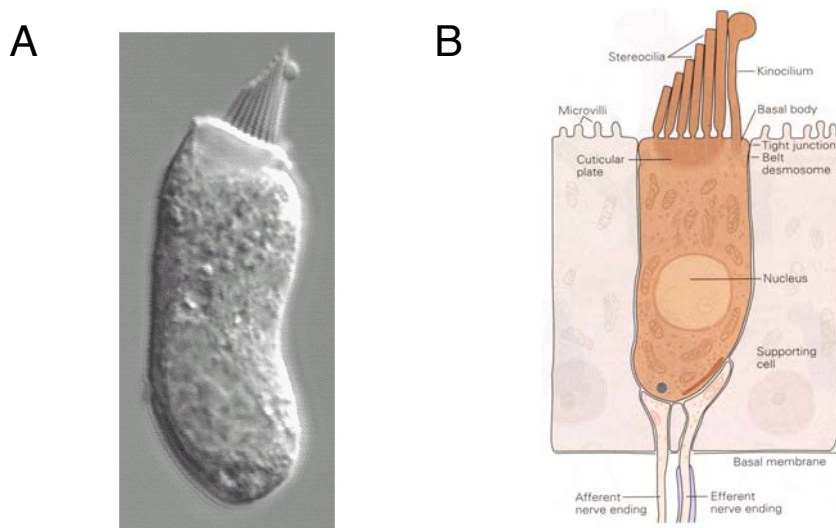 A
B
Stereocilia
Kinocilium
Microvilli
Basal body
Tight junction
Belt
desmosome
Cuticular
plate
Nucleus
Supporting
cell
Basal membrane
Afferent
nerve ending
Efferent
nerve ending